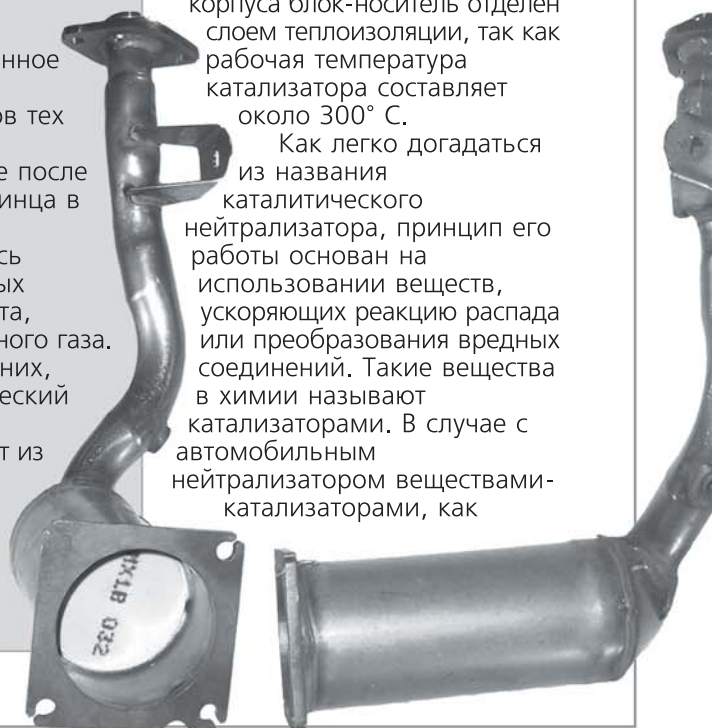 нное
ов тех
е после
инца в
сь
ых
та,
ного газа.
них,
еский
т из
корпуса блок-носитель отделен
слоем теплоизоляции, так как
рабочая температура
катализатора составляет
около 300° С.
Как легко догадаться
из названия
каталитического
нейтрализатора, принцип его
работы основан на
использовании веществ,
ускоряющих реакцию распада
или преобразования вредных
соединений. Такие вещества
в химии называют
катализаторами. В случае с
автомобильным
нейтрализатором веществами-
катализаторами, как